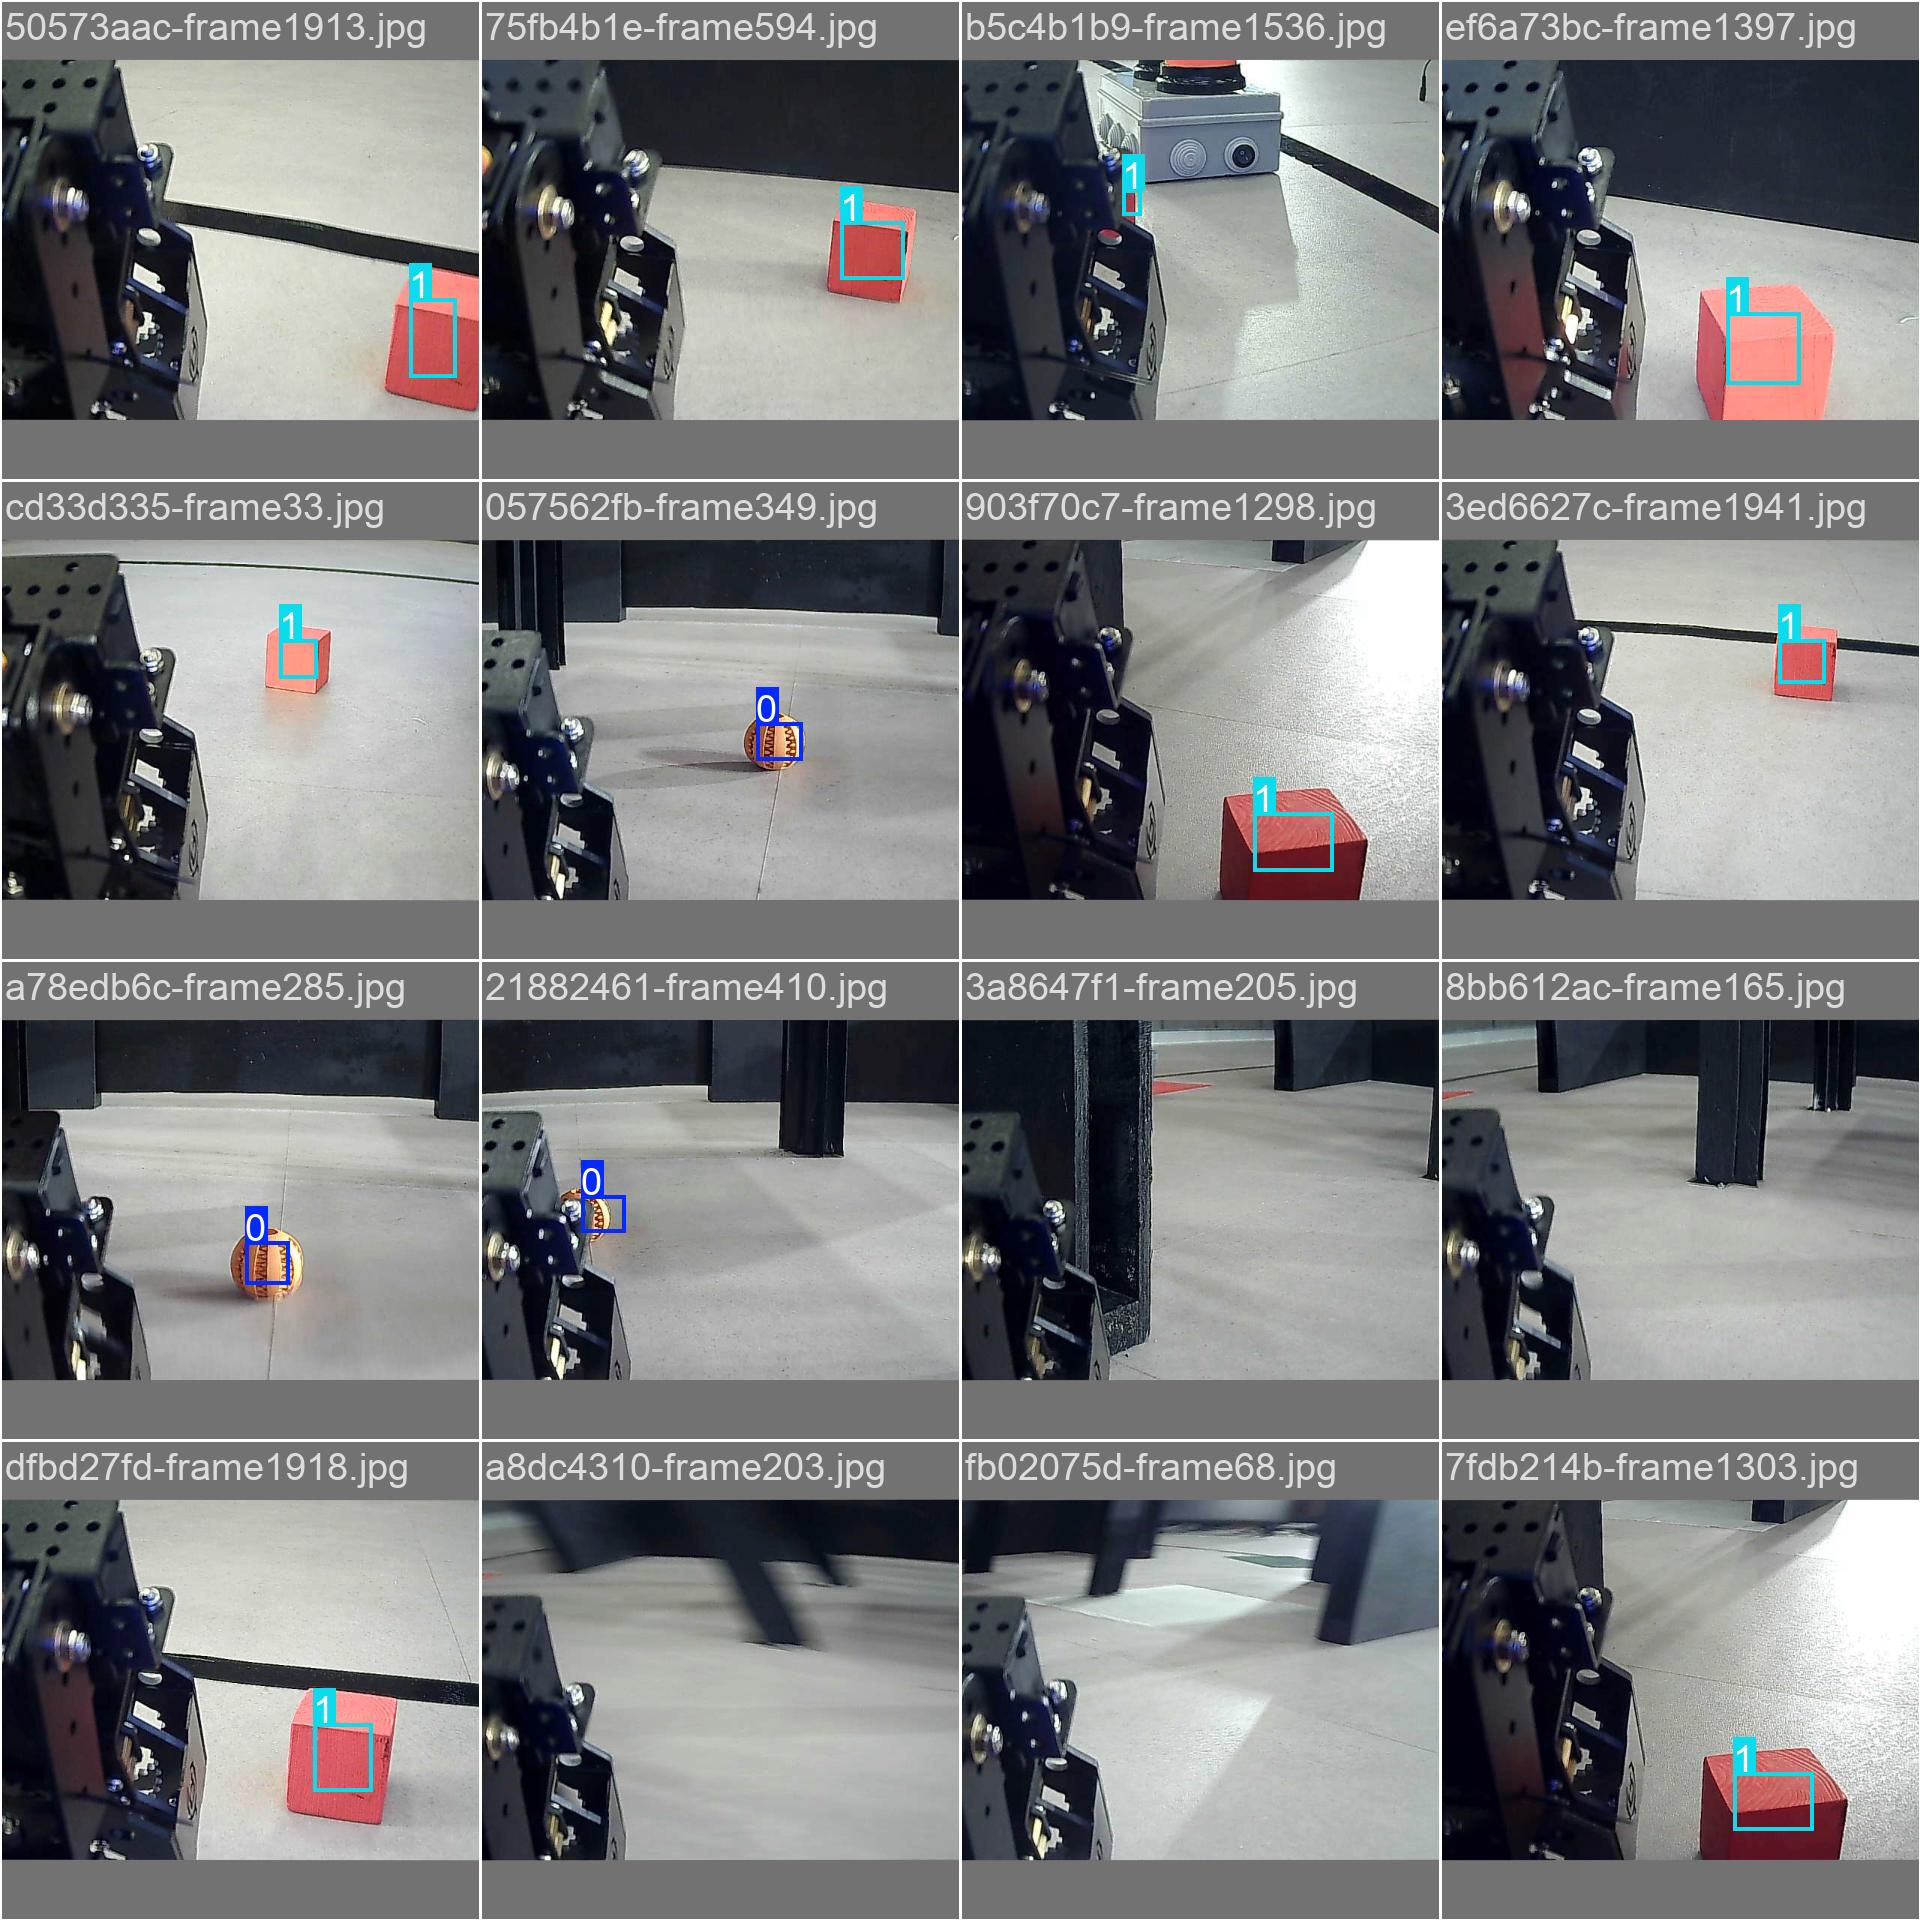 50573aac-frame1913.jpg
75fb4b1e-frame594.jpg
b5c4b1b9-frame1536.jpg
ef6a73bc-frame1397.jpg
1
1
1
1
cd33d335-frame33.jpg
057562fb-frame349.jpg
903f70c7-frame1298.jpg
3ed6627c-frame1941.jpg
1
0
1
1
a78edb6c-frame285.jpg
21882461-frame410.jpg
3a8647f1-frame205.jpg
8bb612ac-frame165.jpg
0
0
dfbd27fd-frame1918.jpg
a8dc4310-frame203.jpg
fb02075d-frame68.jpg
7fdb214b-frame1303.jpg
1
1